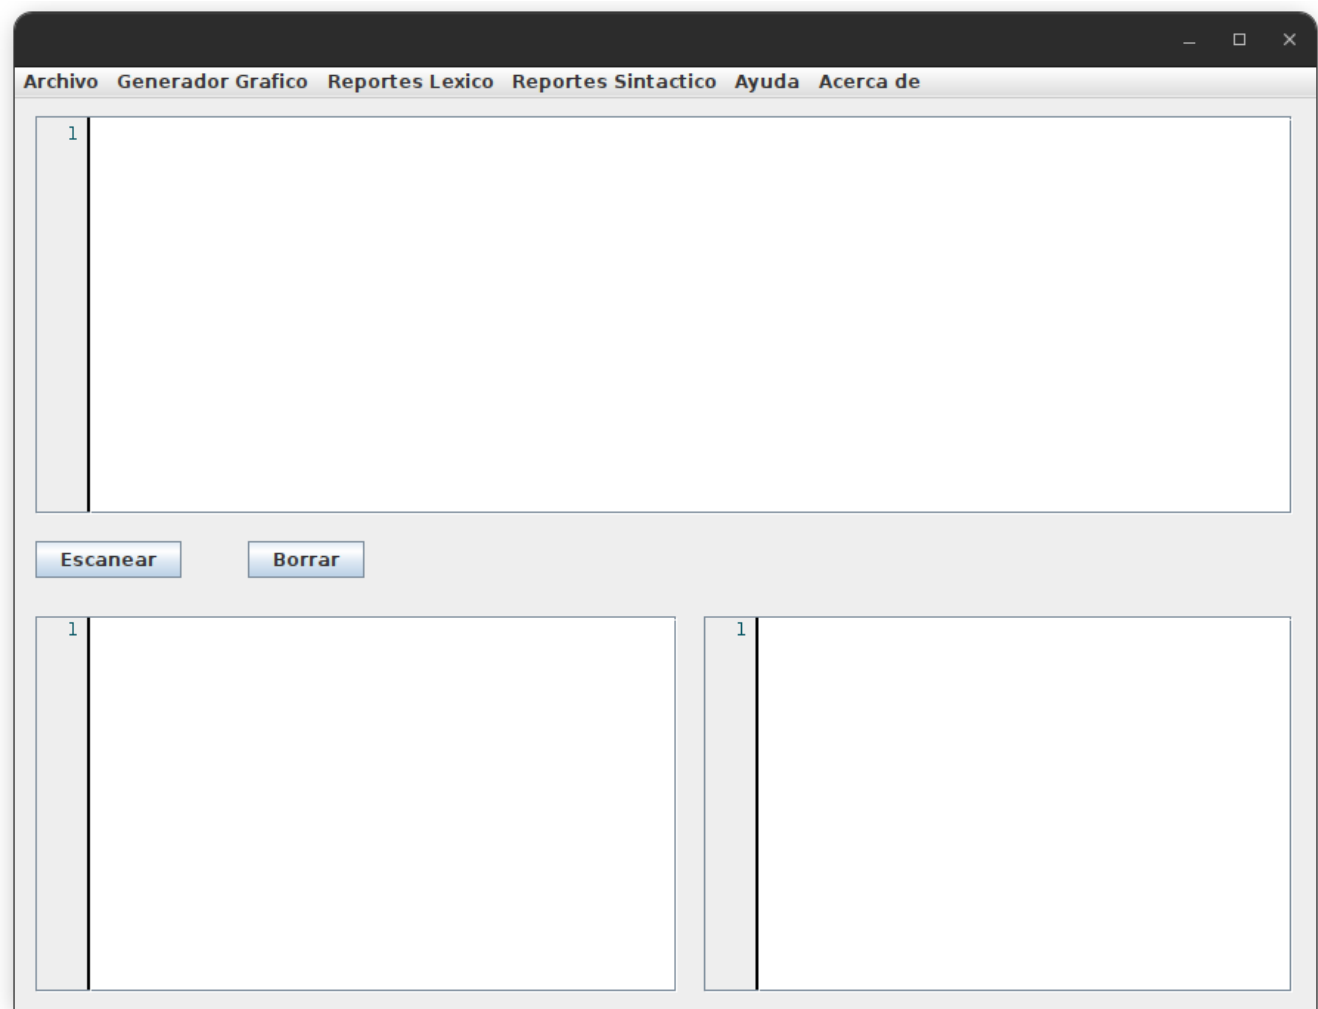 Archivo Generador Grafico Reportes Lexico Reportes Sintactico Ayuda Acerca de
1
Escanear Borrar
1 1